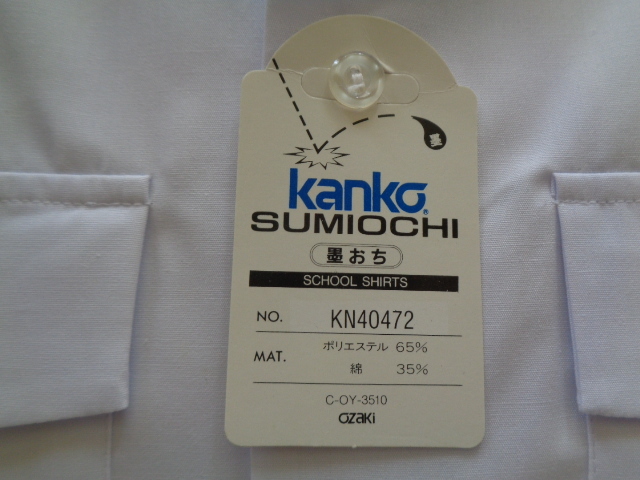 墨
kanko®
SUMIOCHI
墨おち
SCHOOL SHIRTS
NO. KN40472
MAT. ポリエステル 65%
綿 35%
C-OY-3510
OZAKI